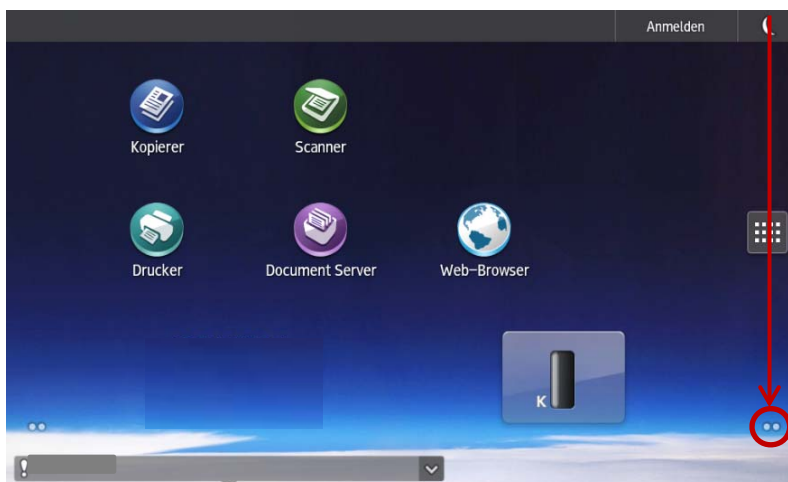 Anmelden
Kopierer
Scanner
Drucker
Document Server
Web-Browser
K